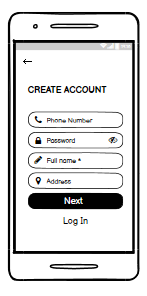 CREATE ACCOUNT
Phone Number
Password
Full name *
Address
Next
Log In